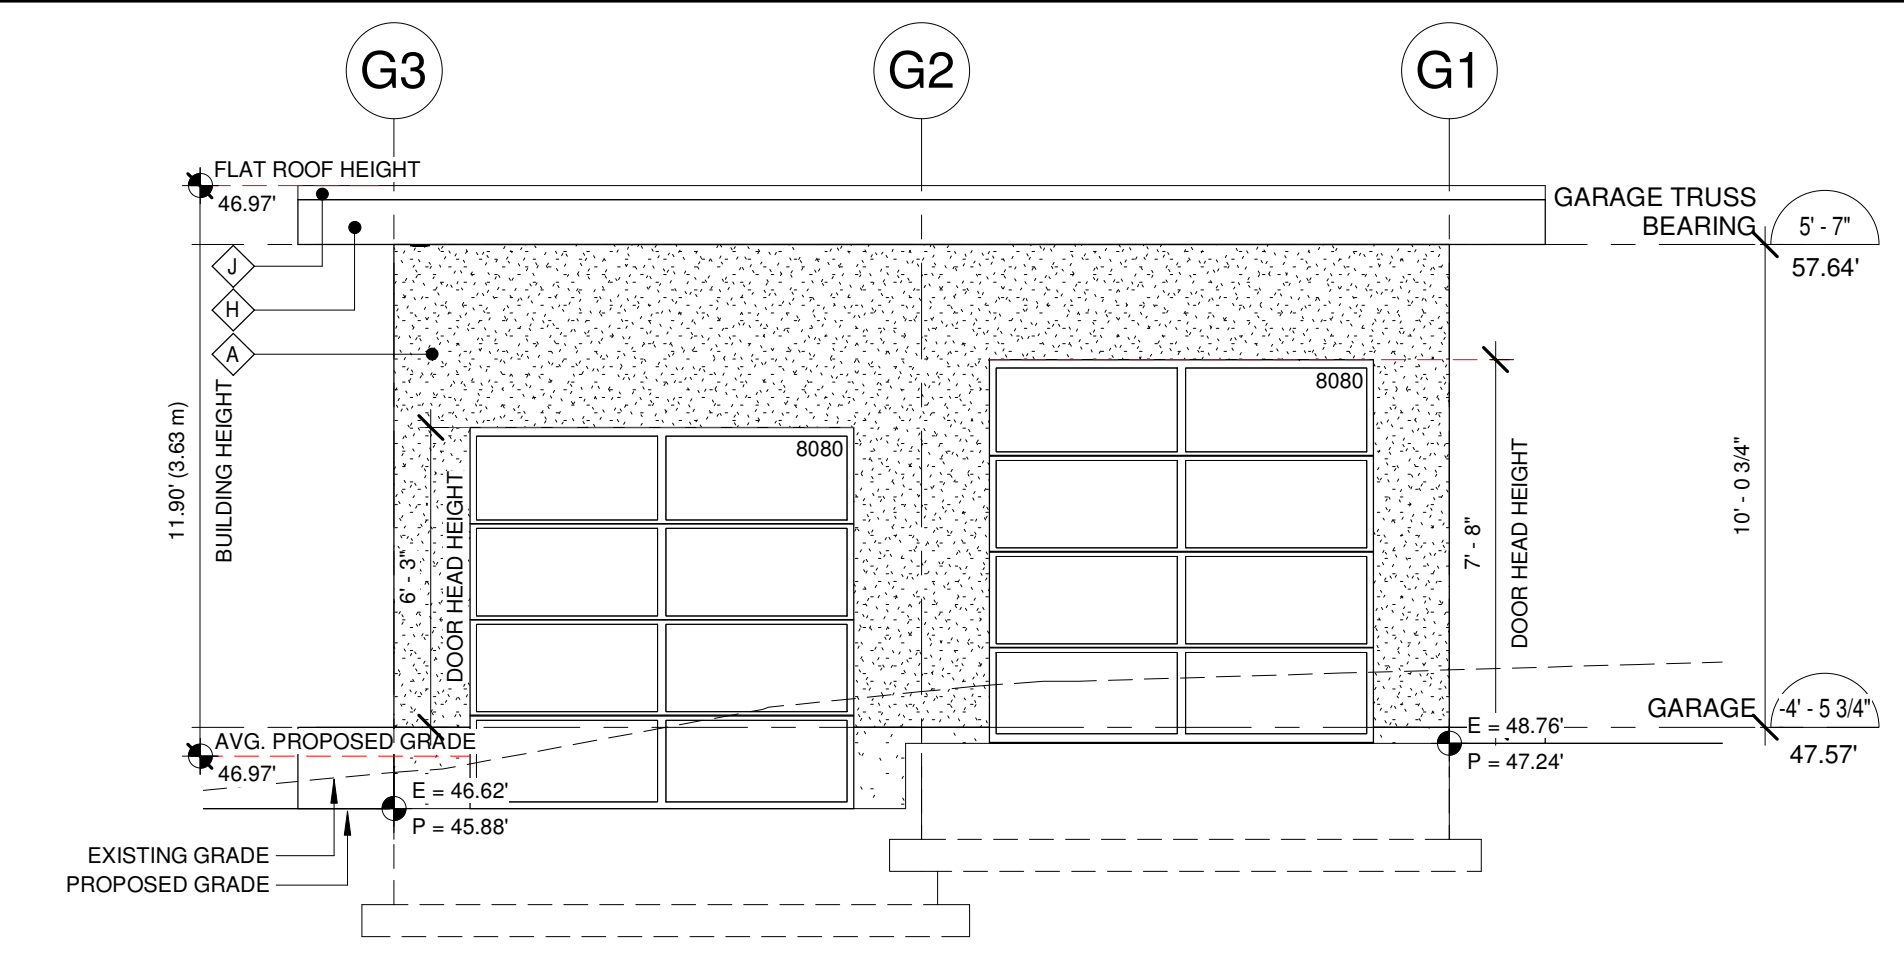 G3
G2
G1
FLAT ROOF HEIGHT
46.97'
GARAGE TRUSS
BEARING
5' - 7"
57.64'
J
H
A
8080
8080
11.90' (3.63 m)
BUILDING HEIGHT
6' - 3"
DOOR HEAD HEIGHT
7' - 8"
DOOR HEAD HEIGHT
10' - 0 3/4"
GARAGE
-4' - 5 3/4"
47.57'
AVG. PROPOSED GRADE
46.97'
E = 48.76'
P = 47.24'
E = 46.62'
P = 45.88'
EXISTING GRADE
PROPOSED GRADE